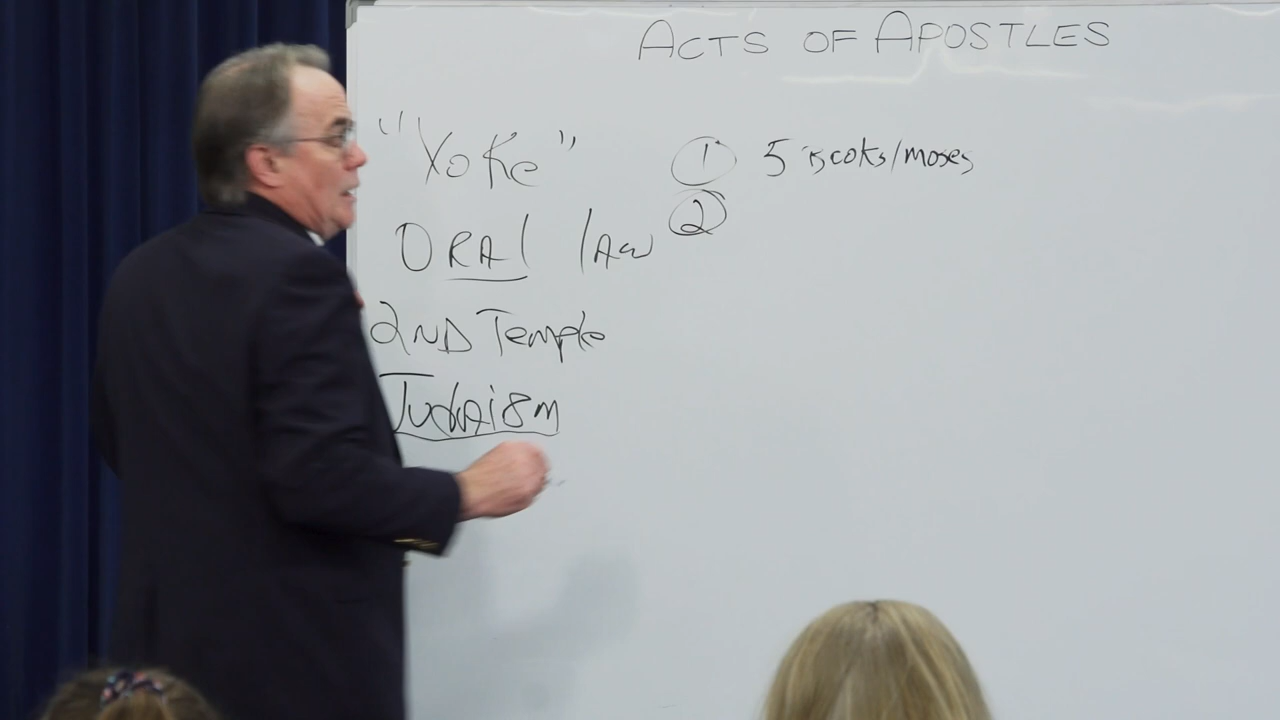 ACTS OF APOSTLES
"Yoke"
ORAl lAw
2ND Temple
Judaism
1 5 Books/moses
2